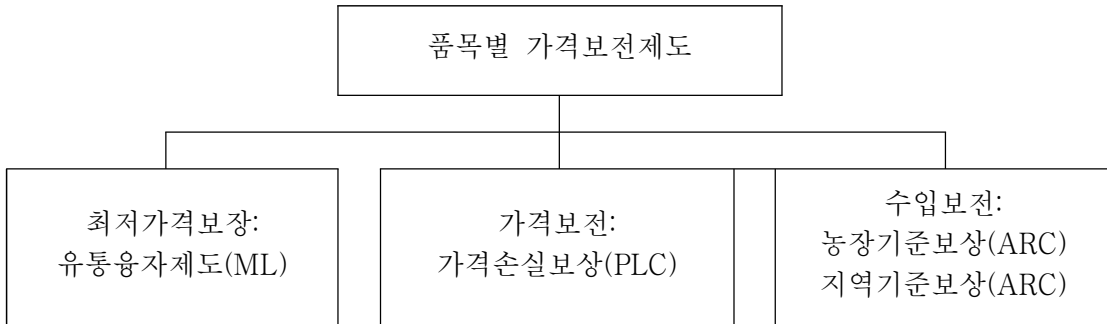 품목별 가격보전제도
최저가격보장:
유통융자제도(ML)
가격보전:
가격손실보상(PLC)
수입보전:
농장기준보상(ARC)
지역기준보상(ARC)